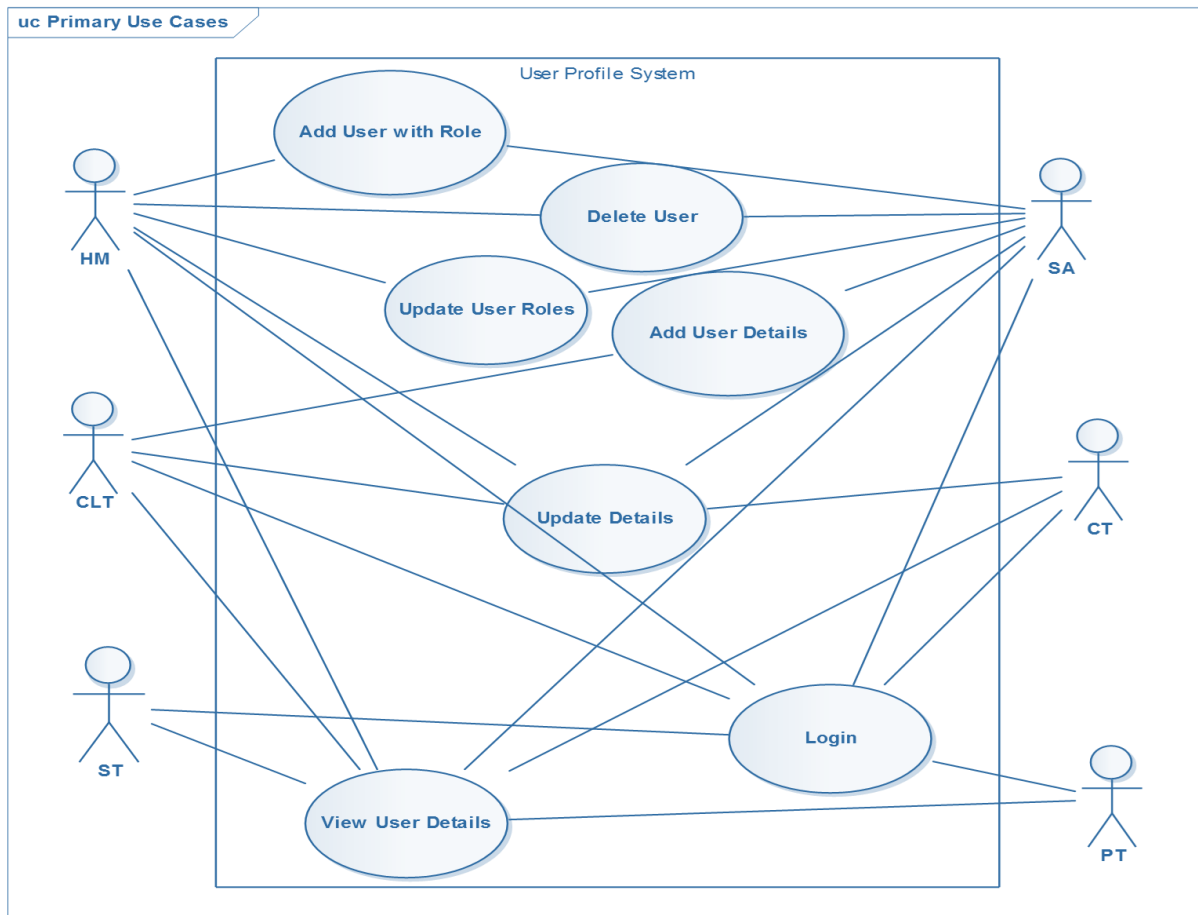 uc Primary Use Cases
User Profile System
Add User with Role
Delete User
HM
SA
Update User Roles
Add User Details
CLT
Update Details
CT
ST
Login
View User Details
PT